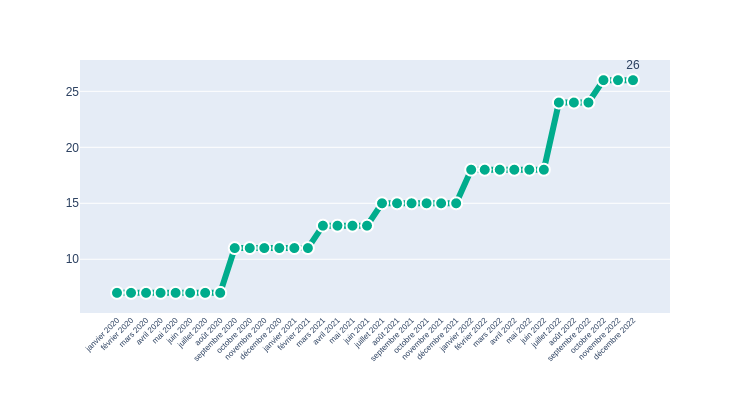 26
25
20
15
10
janvier 2020
février 2020
mars 2020
avril 2020
mai 2020
juin 2020
juillet 2020
août 2020
septembre 2020
octobre 2020
novembre 2020
décembre 2020
janvier 2021
février 2021
mars 2021
avril 2021
mai 2021
juin 2021
juillet 2021
août 2021
septembre 2021
octobre 2021
novembre 2021
décembre 2021
janvier 2022
février 2022
mars 2022
avril 2022
mai 2022
juin 2022
juillet 2022
août 2022
septembre 2022
octobre 2022
novembre 2022
décembre 2022